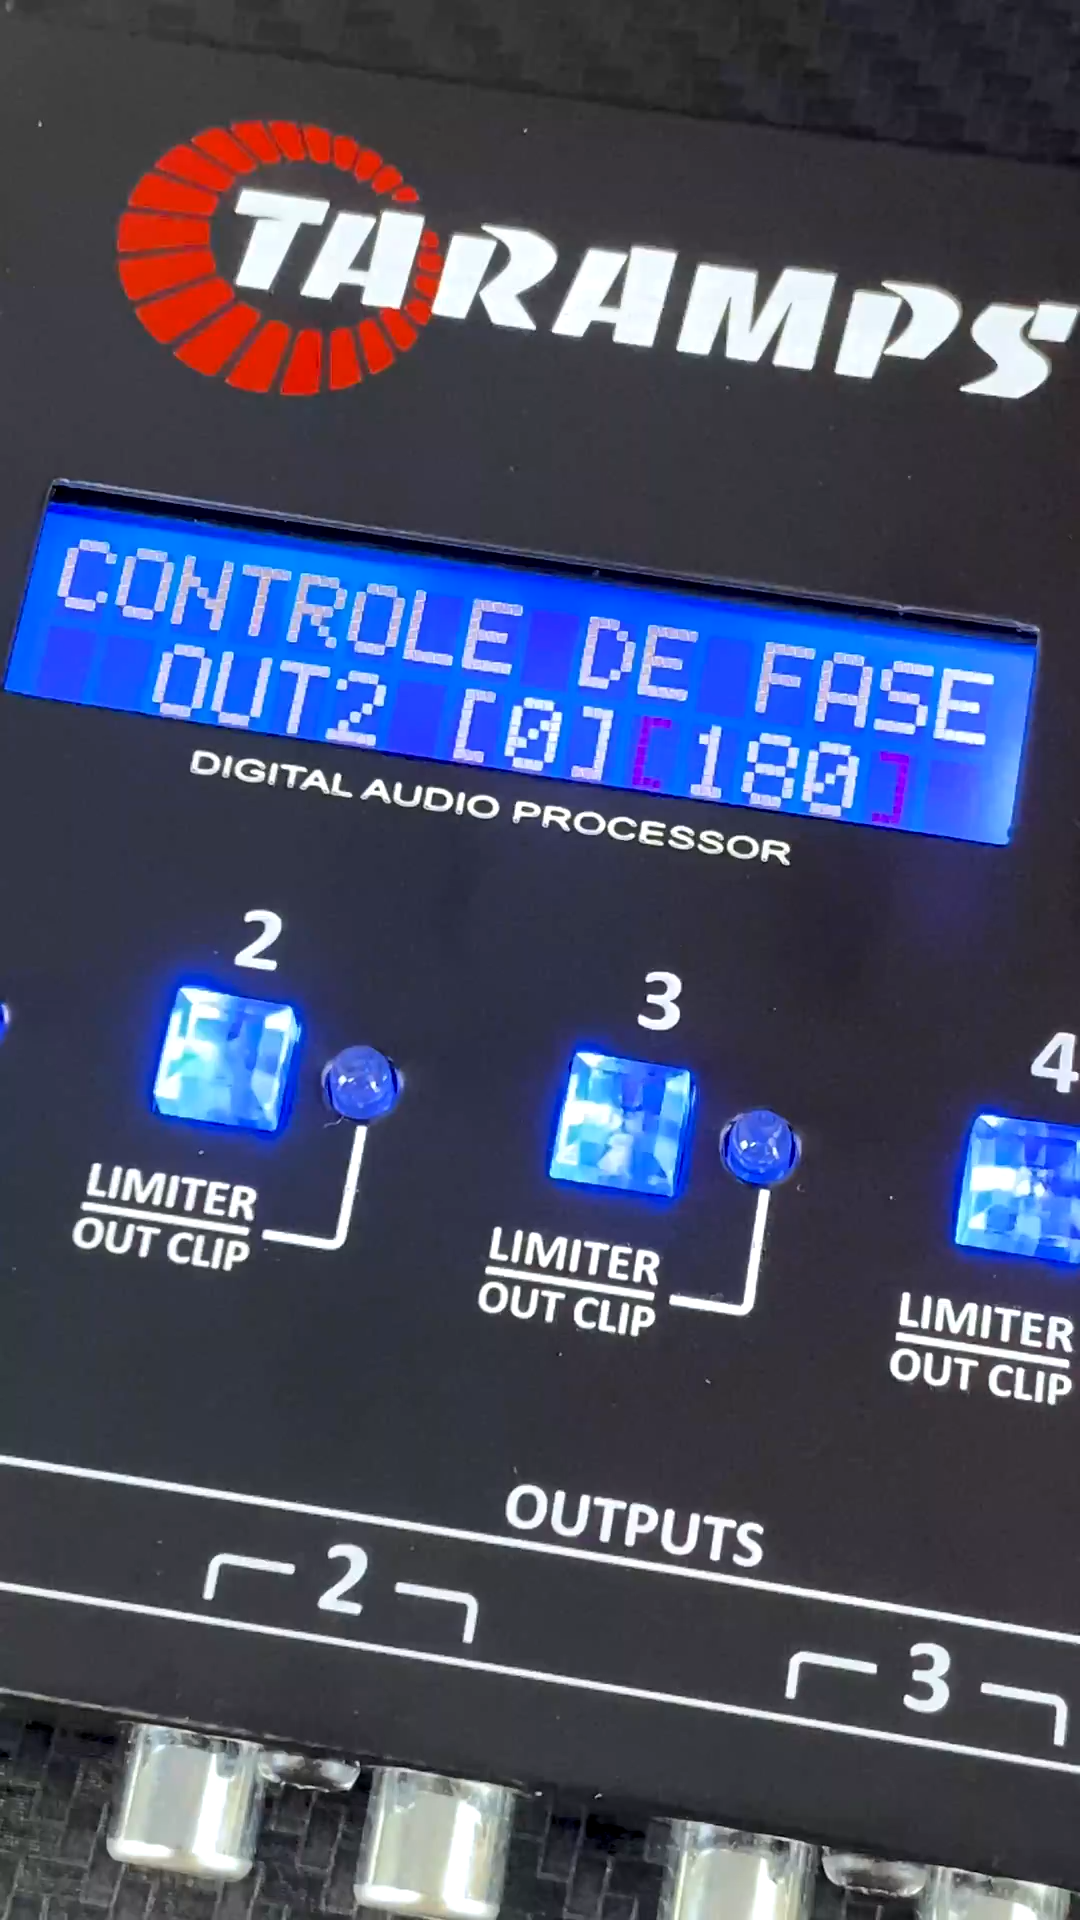 TARAMPS
CONTROLE DE FASE
OUT2 [0][180]
DIGITAL AUDIO PROCESSOR
2
3
4
LIMITER
OUT CLIP
LIMITER
OUT CLIP
LIMITER
OUT CLIP
OUTPUTS
2
3